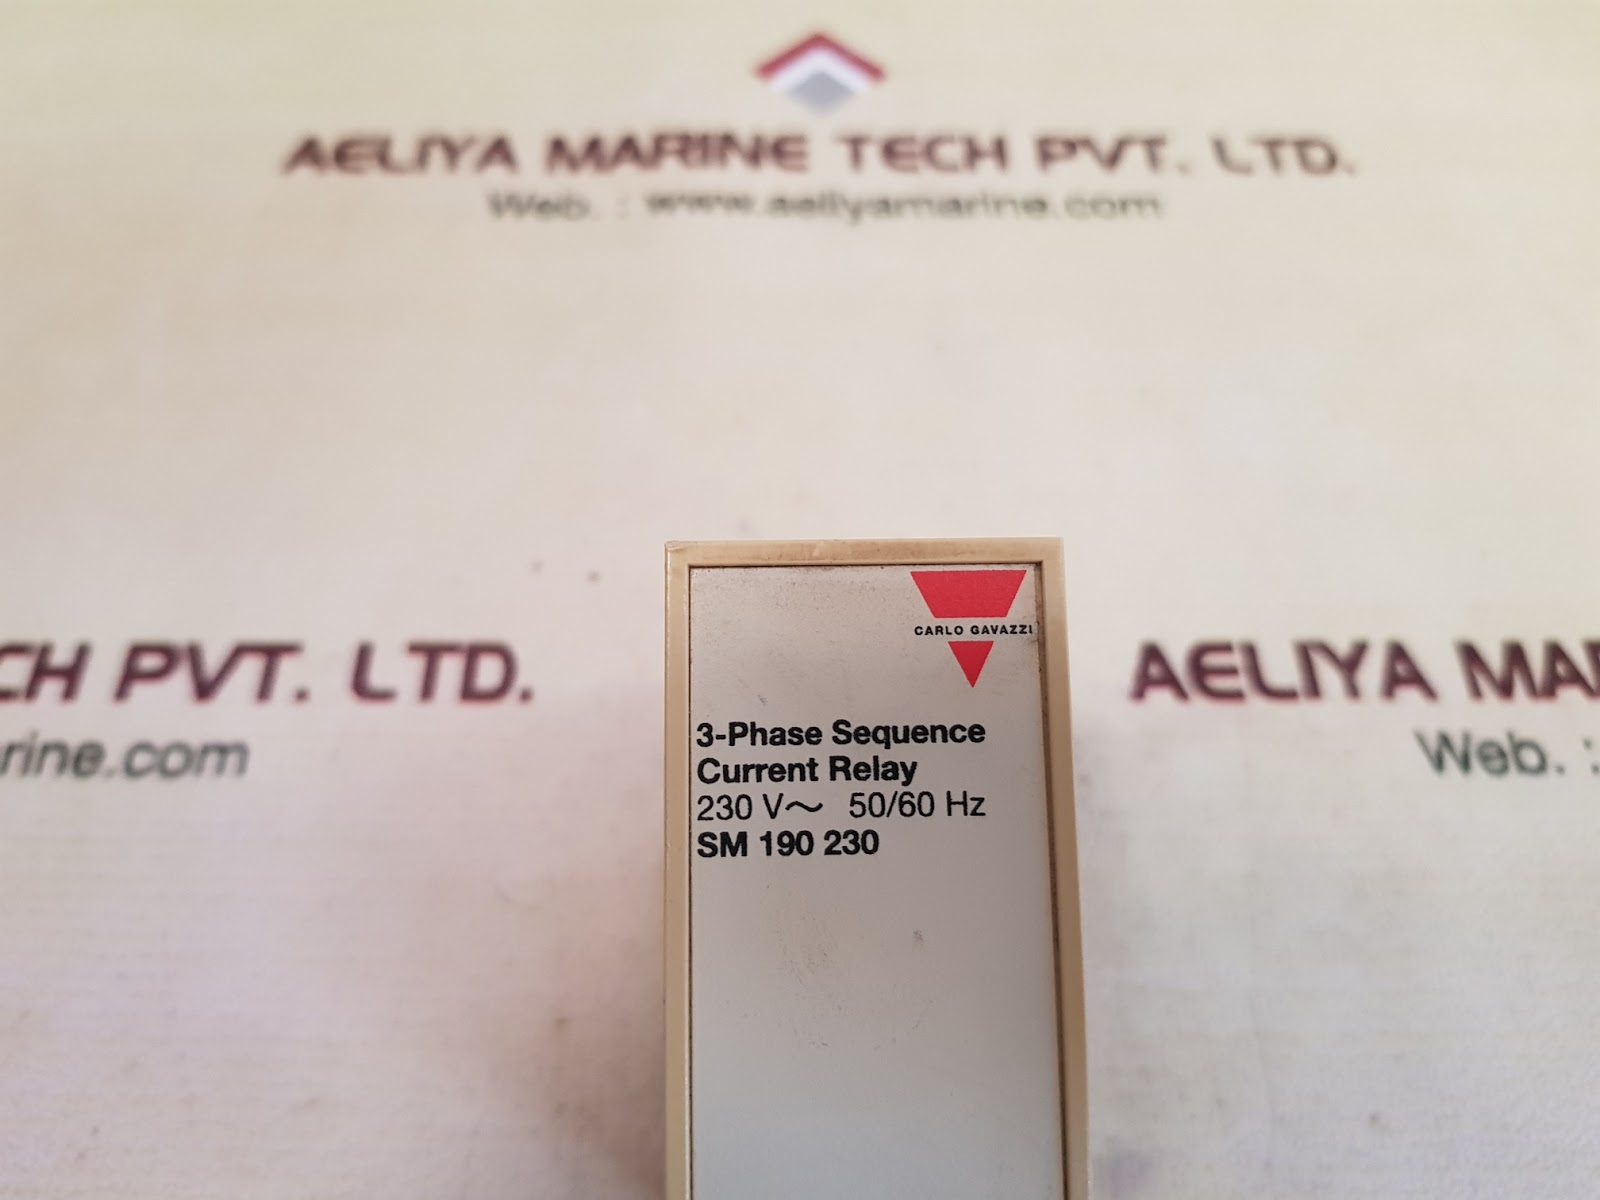 AELIYA MARINE TECH PVT. LTD.
Web. : www.aeliyamarine.com
CH PVT. LTD.
rine.com
AELIYA MAR
Web. :
CARLO GAVAZZI
3-Phase Sequence
Current Relay
230 V~ 50/60 Hz
SM 190 230